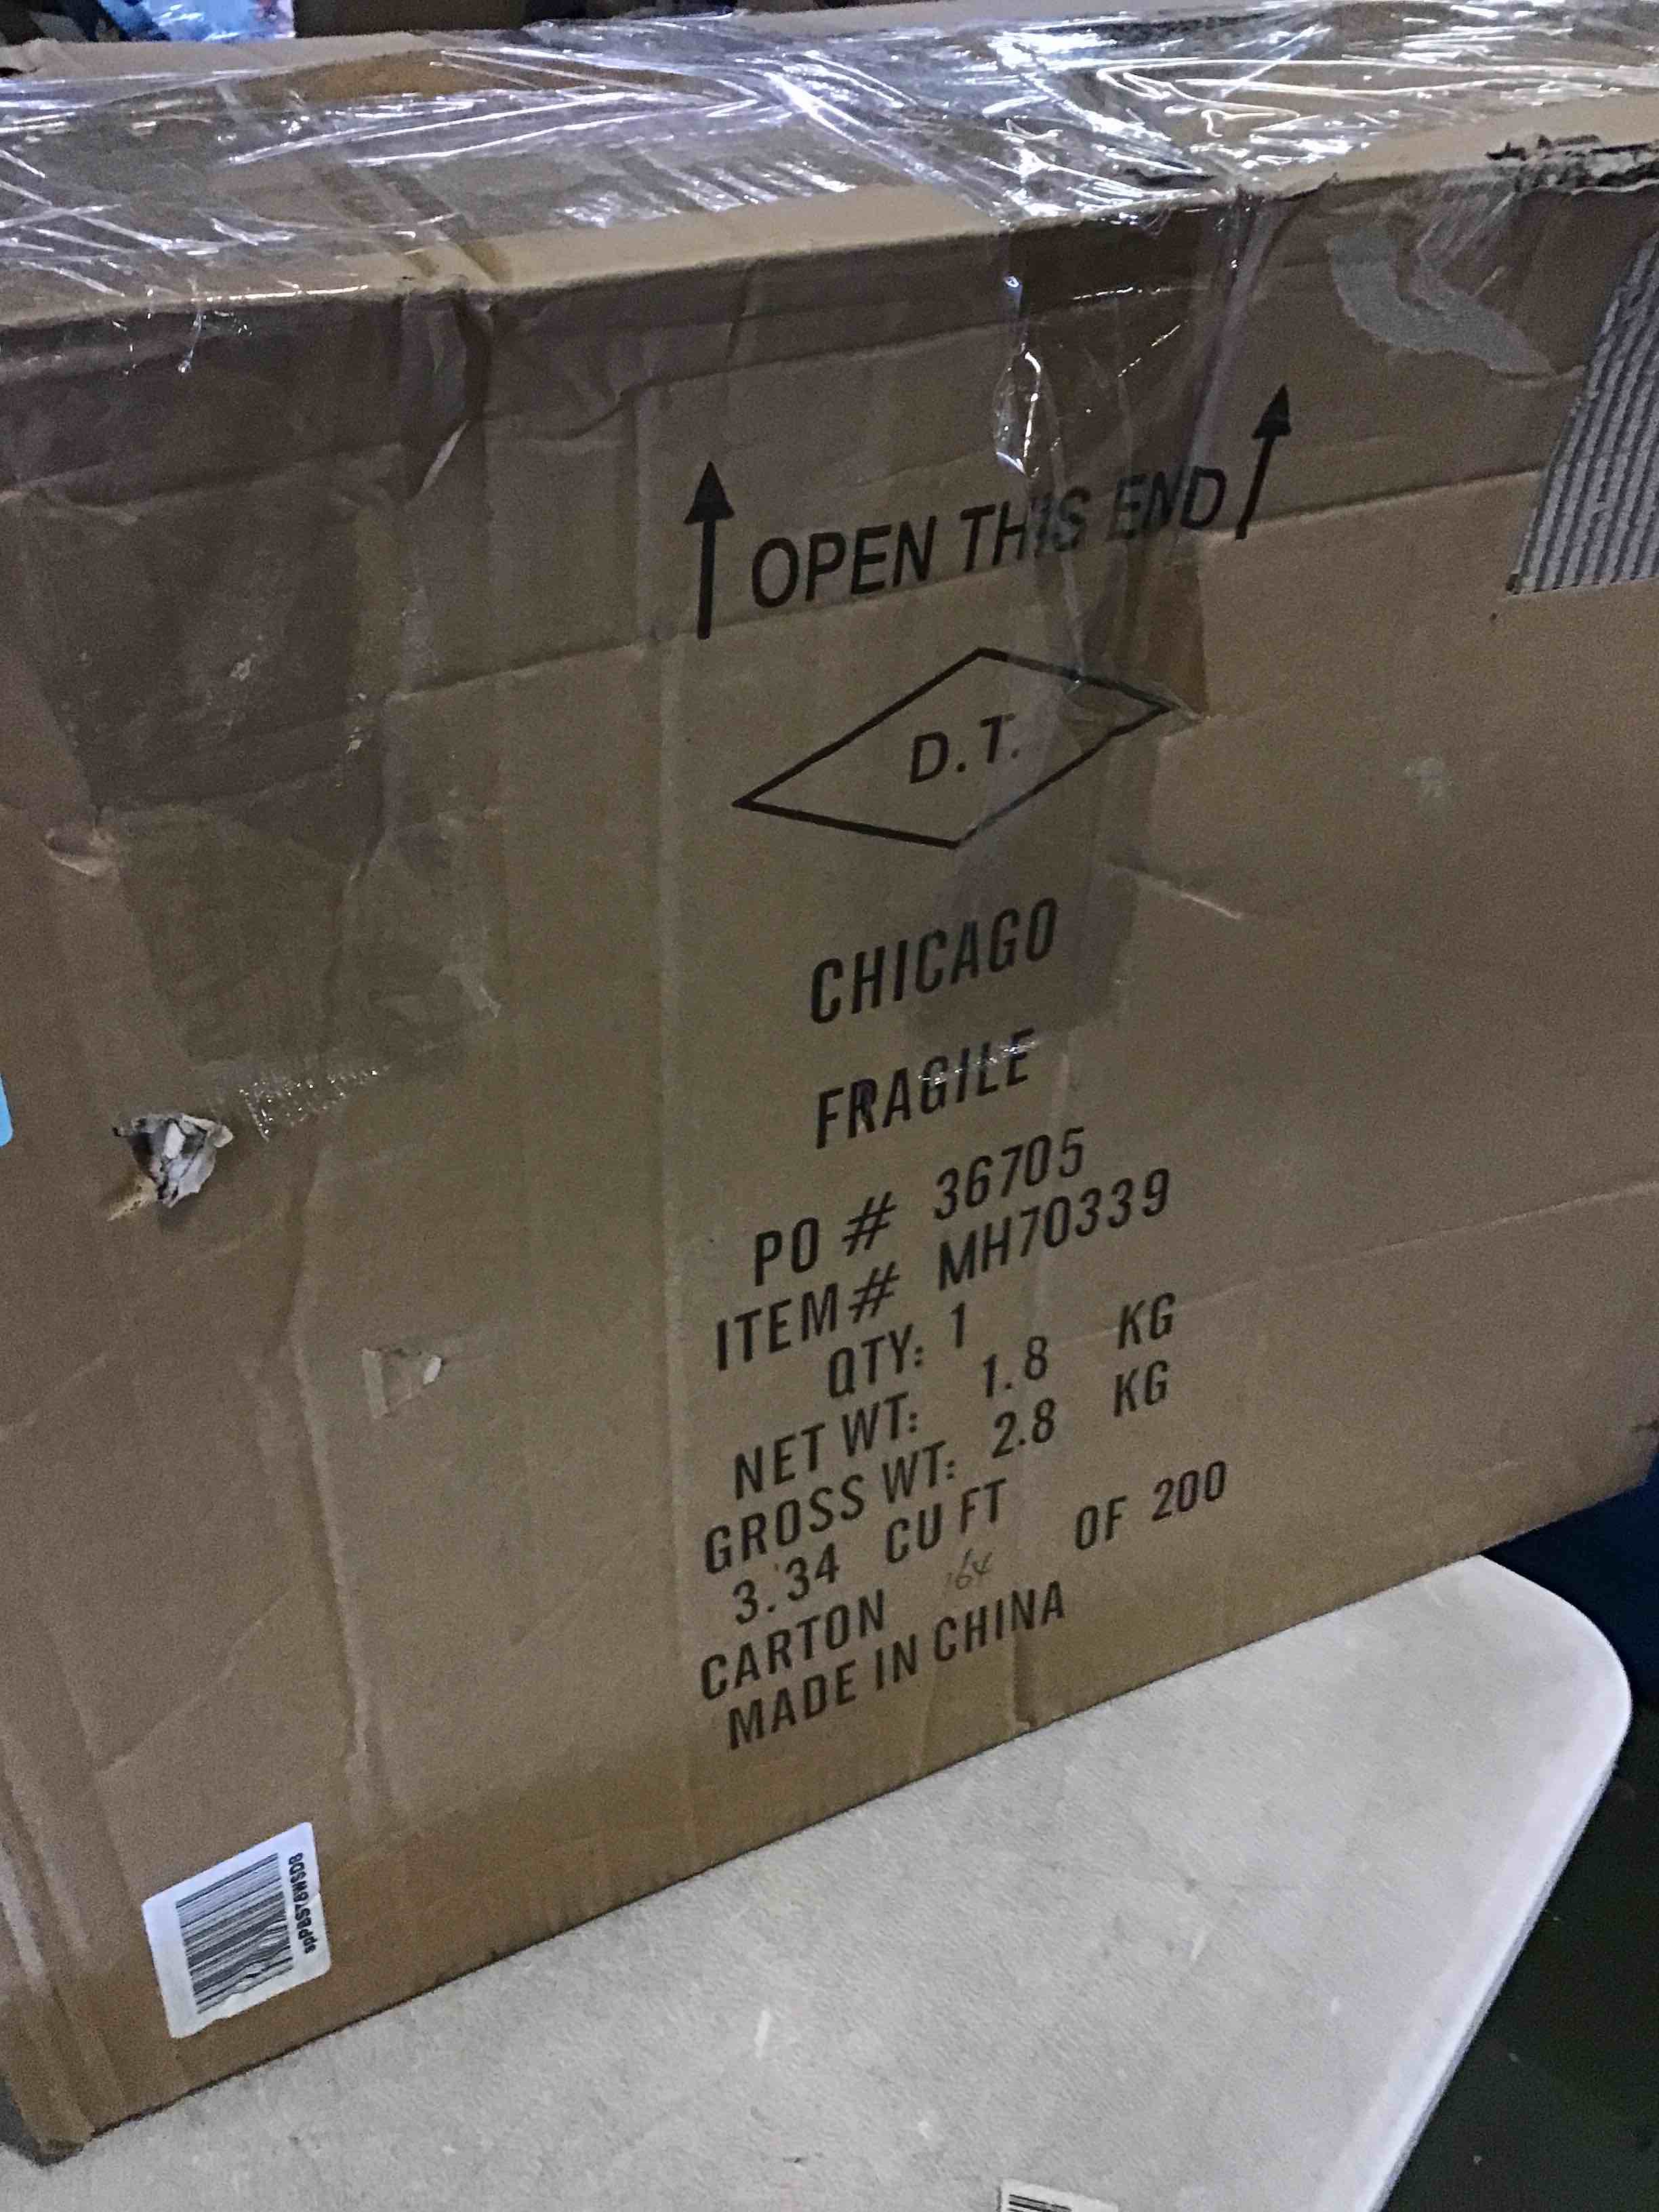 OPEN THIS END
D.T.
CHICAGO
FRAGILE
PO # 36705
ITEM# MH70339
QTY: 1
NET WT: 1.8 KG
GROSS WT: 2.8 KG
3.34 CU FT
CARTON 164 OF 200
MADE IN CHINA